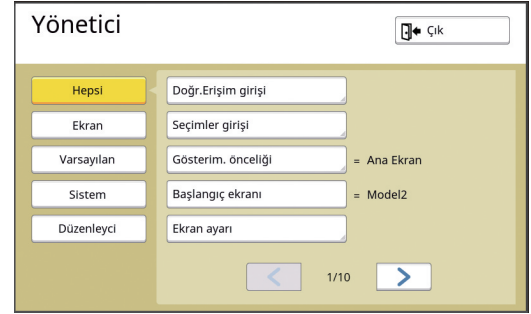 Yönetici
Çık
Hepsi
Doğr.Erişim girişi
Ekran
Seçimler girişi
Varsayılan
Gösterim. önceliği
= Ana Ekran
Sistem
Başlangıç ekranı
= Model2
Düzenleyci
Ekran ayarı
1/10